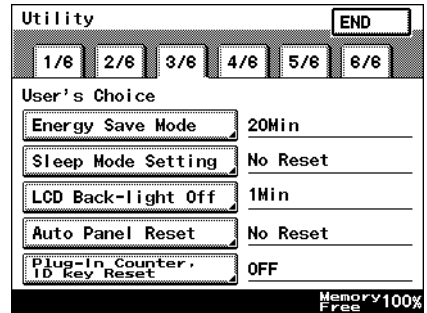 Utility END
1/6 2/6 3/6 4/6 5/6 6/6
User's Choice
Energy Save Mode 20Min
Sleep Mode Setting No Reset
LCD Back-light Off 1Min
Auto Panel Reset No Reset
Plug-In Counter,
ID key Reset OFF
Memory
Free 100%